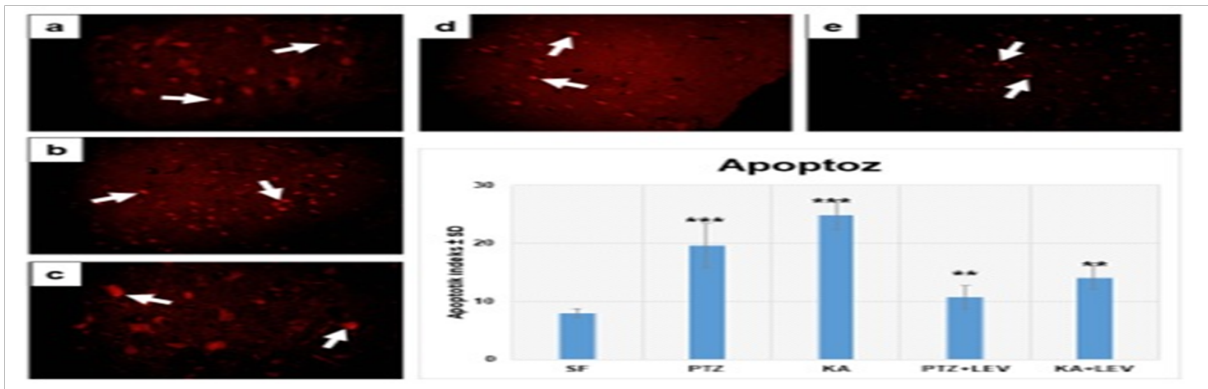 a
d
e
b
c
Apoptoz
Apoptotik indeks ± SD
30
20
10
0
***
***
**
**
SF
PTZ
KA
PTZ+LEV
KA+LEV